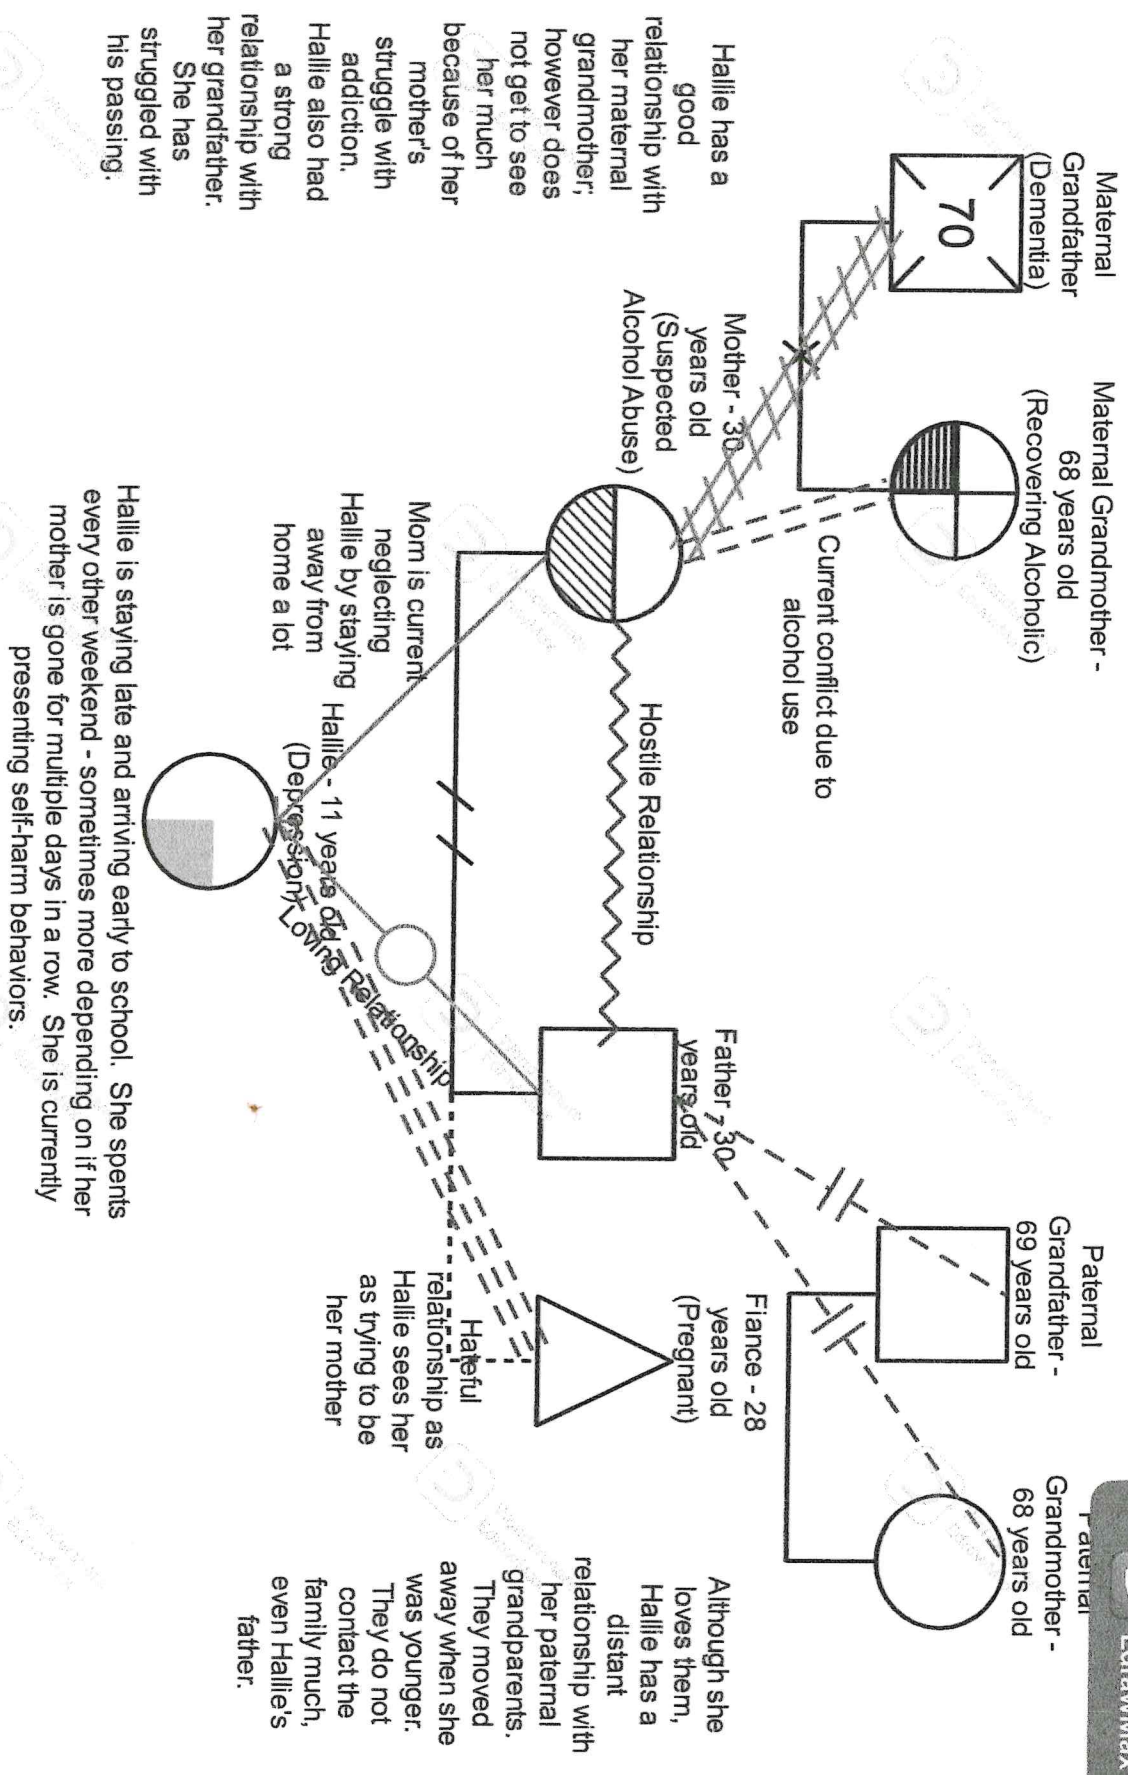 EdrawMax
Maternal
Grandfather
(Dementia)
70
Maternal Grandmother -
68 years old
(Recovering Alcoholic)
Paternal
Grandfather -
69 years old
Paternal
Grandmother -
68 years old
Current conflict due to
alcohol use
Hallie has a
good
relationship with
her maternal
grandmother;
however does
not get to see
her much
because of her
mother's
struggle with
addiction.
Hallie also had
a strong
relationship with
her grandfather.
She has
struggled with
his passing.
Mother - 30
years old
(Suspected
Alcohol Abuse)
Hostile Relationship
Father - 30
years old
Fiance - 28
years old
(Pregnant)
Although she
loves them,
Hallie has a
distant
relationship with
her paternal
grandparents.
They moved
away when she
was younger.
They do not
contact the
family much,
even Hallie's
father.
Mom is current
neglecting
Hallie by staying
away from
home a lot
Hallie - 11 years old
(Depression)
Loving Relationship
Hateful
relationship as
Hallie sees her
as trying to be
her mother
Hallie is staying late and arriving early to school. She spents
every other weekend - sometimes more depending on if her
mother is gone for multiple days in a row. She is currently
presenting self-harm behaviors.